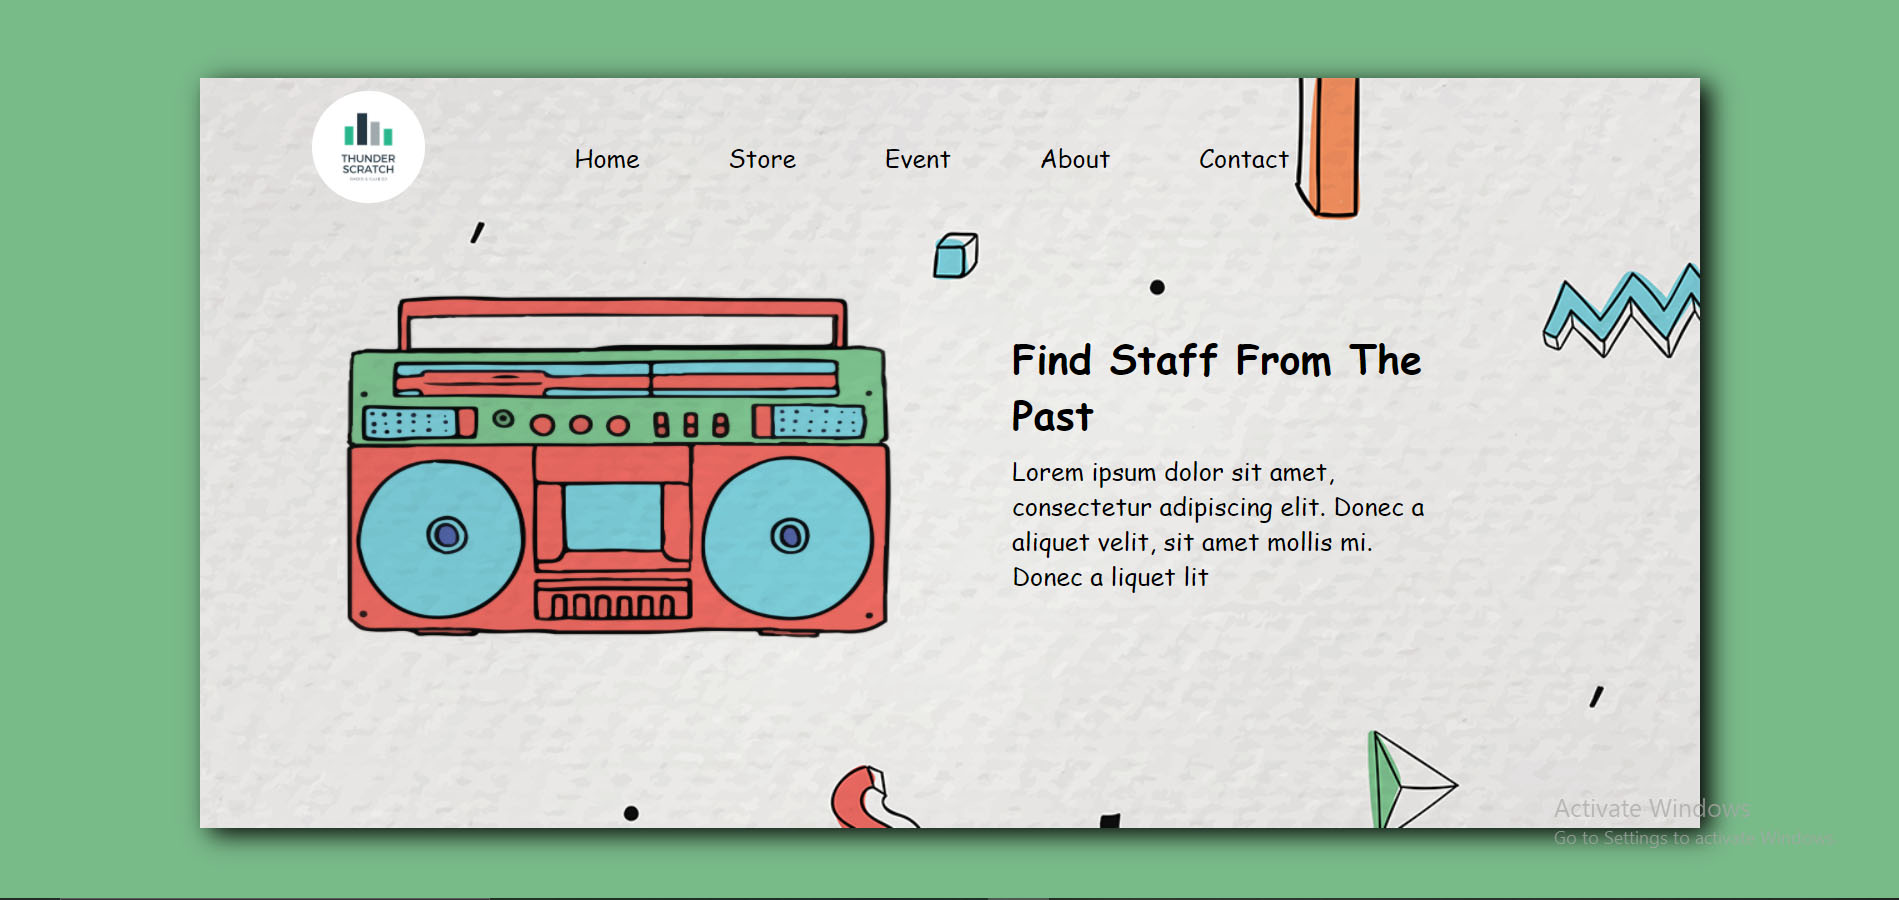 THUNDER
SCRATCH
Home Store Event About Contact
Find Staff From The
Past
Lorem ipsum dolor sit amet,
consectetur adipiscing elit. Donec a
aliquet velit, sit amet mollis mi.
Donec a liquet lit
Activate Windows
Go to Settings to activate Windows.